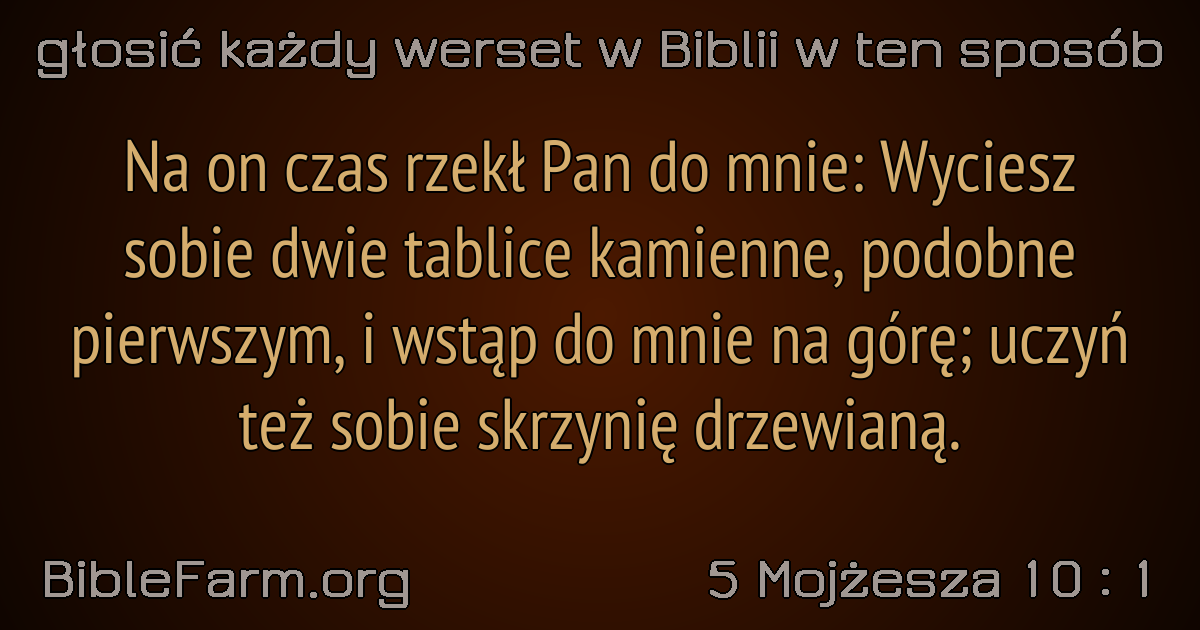 głosić każdy werset w Biblii w ten sposób
Na on czas rzekł Pan do mnie: Wyciesz
sobie dwie tablice kamienne, podobne
pierwszym, i wstąp do mnie na górę; uczyń
też sobie skrzynię drzewianą.
BibleFarm.org
5 Mojżesza 10 : 1